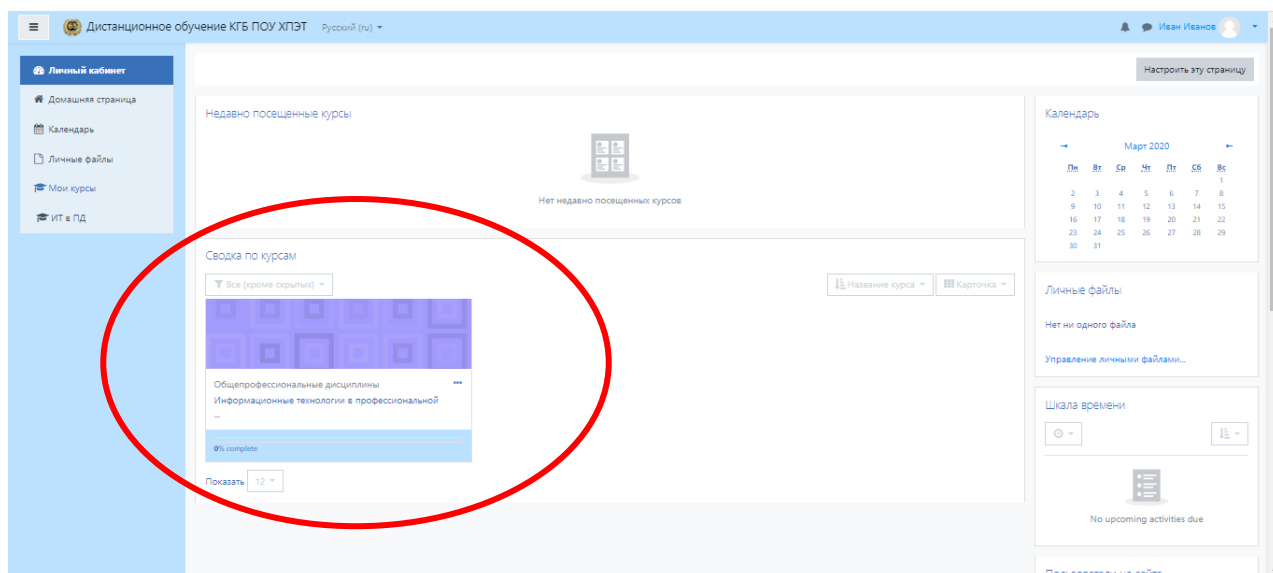 Дистанционное обучение КГБ ПОУ ХПЭТ Русский (ru)
Иван Иванов
Личный кабинет
Домашняя страница
Календарь
Личные файлы
Мои курсы
ИТ в ПД
Настроить эту страницу
Недавно посещенные курсы
Нет недавно посещенных курсов
Сводка по курсам
Все (кроме скрытых)
Название курса
Карточка
Общепрофессиональные дисциплины
Информационные технологии в профессиональной
...
0% complete
Показать 12
Календарь
Март 2020
Пн Вт Ср Чт Пт Сб Вс
1
2 3 4 5 6 7 8
9 10 11 12 13 14 15
16 17 18 19 20 21 22
23 24 25 26 27 28 29
30 31
Личные файлы
Нет ни одного файла
Управление личными файлами...
Шкала времени
No upcoming activities due